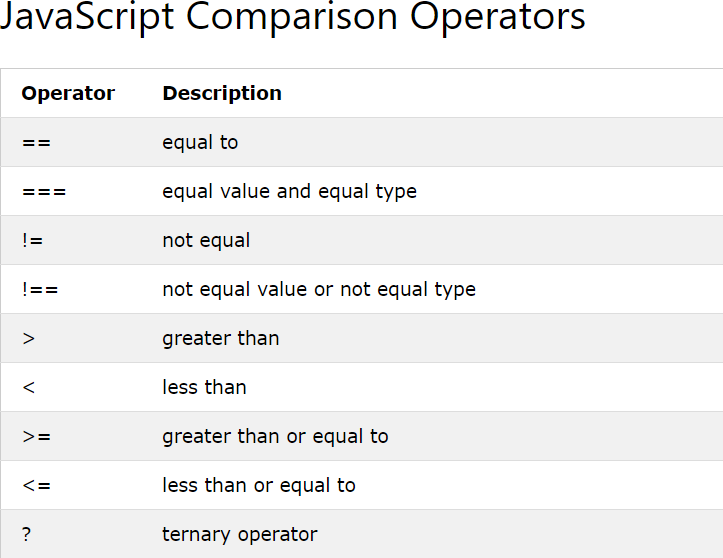 JavaScript Comparison Operators
Operator Description
== equal to
=== equal value and equal type
!= not equal
!== not equal value or not equal type
> greater than
< less than
>= greater than or equal to
<= less than or equal to
? ternary operator